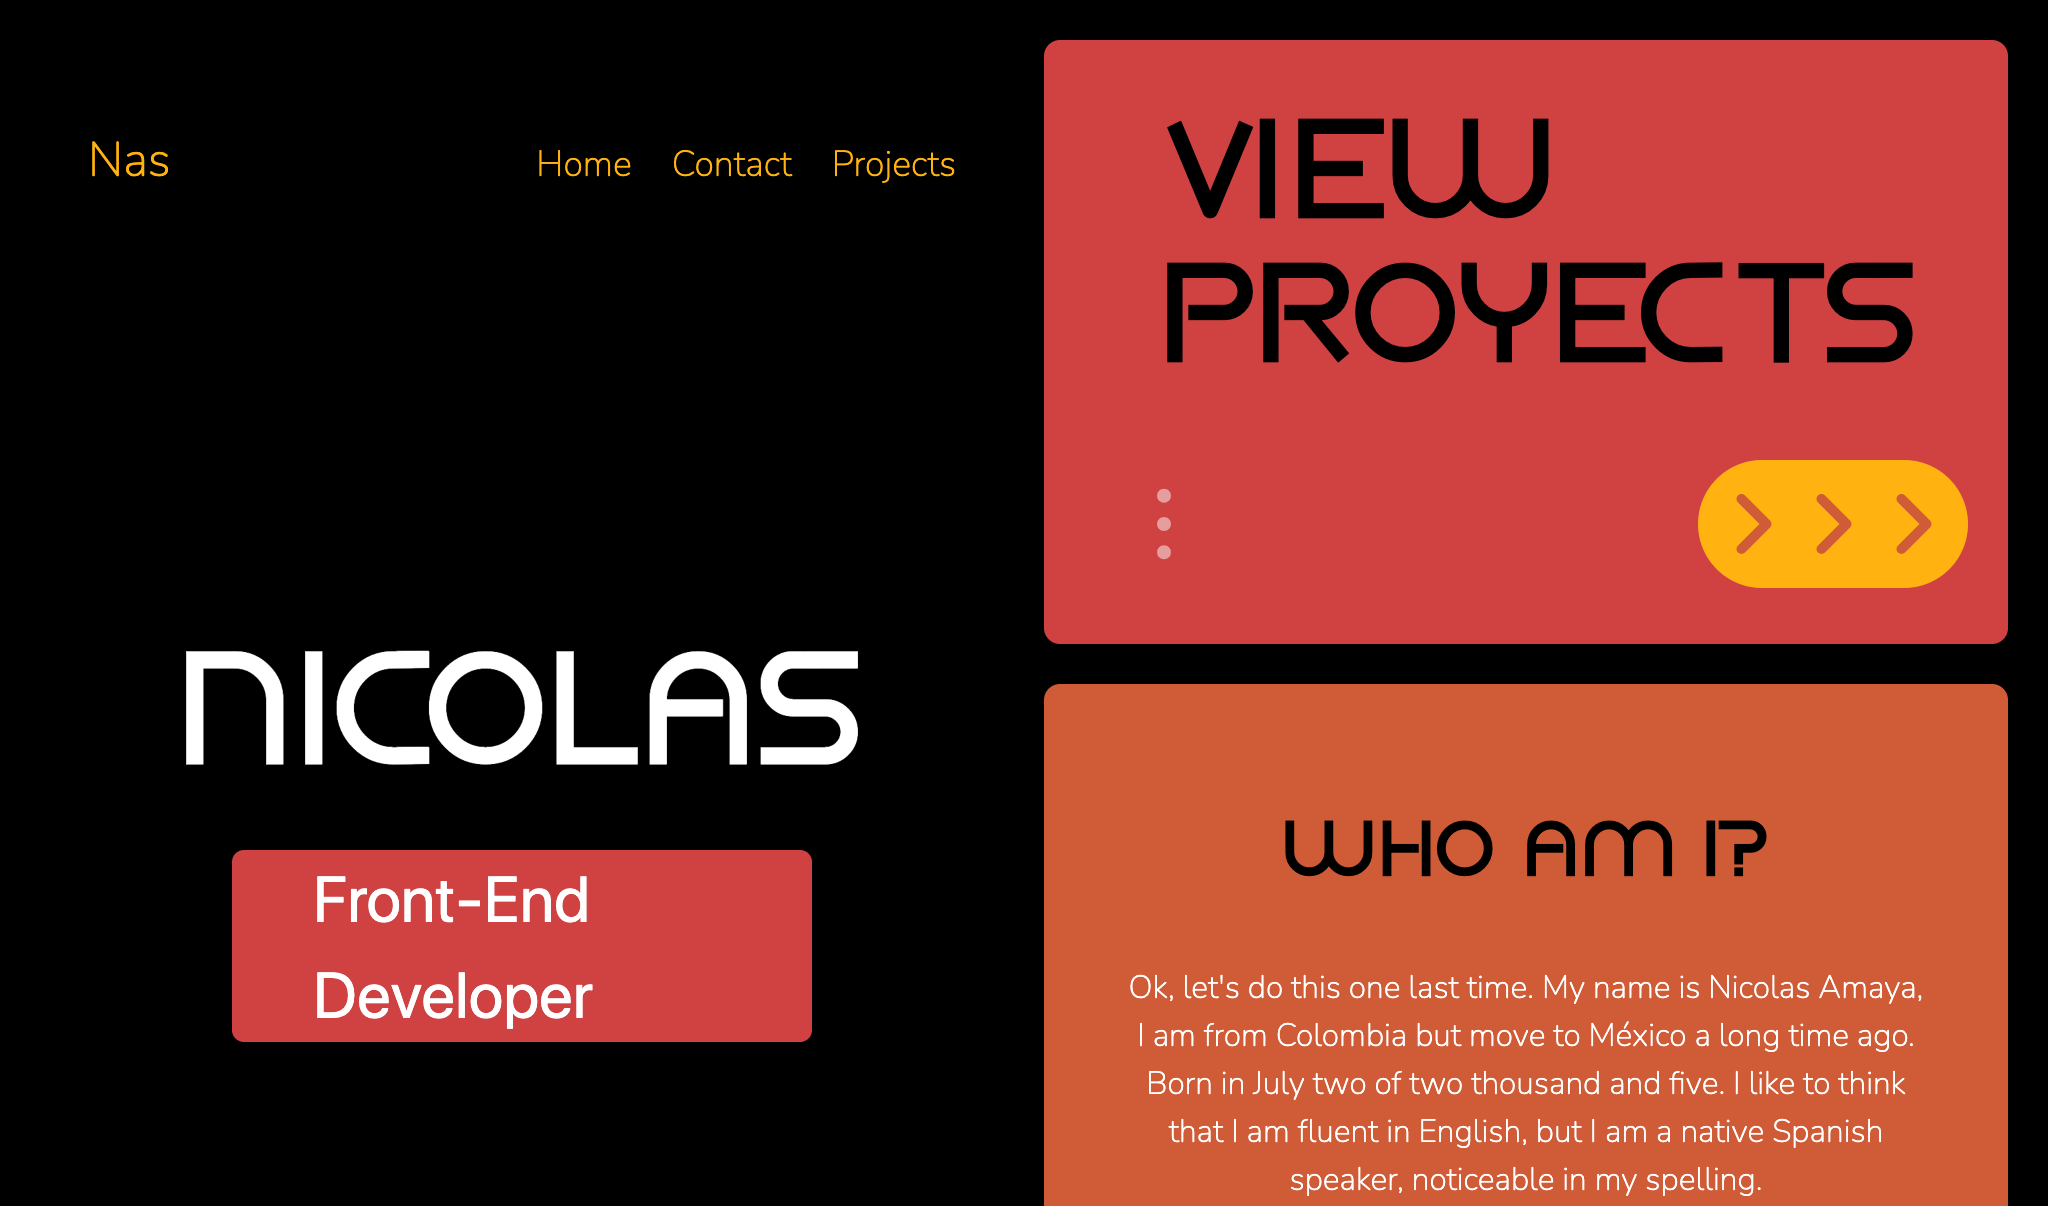 Nas
Home Contact Projects
NICOLAS
Front-End
Developer
VIEW
PROYECTS
WHO AM I?
Ok, let's do this one last time. My name is Nicolas Amaya,
I am from Colombia but move to México a long time ago.
Born in July two of two thousand and five. I like to think
that I am fluent in English, but I am a native Spanish
speaker, noticeable in my spelling.